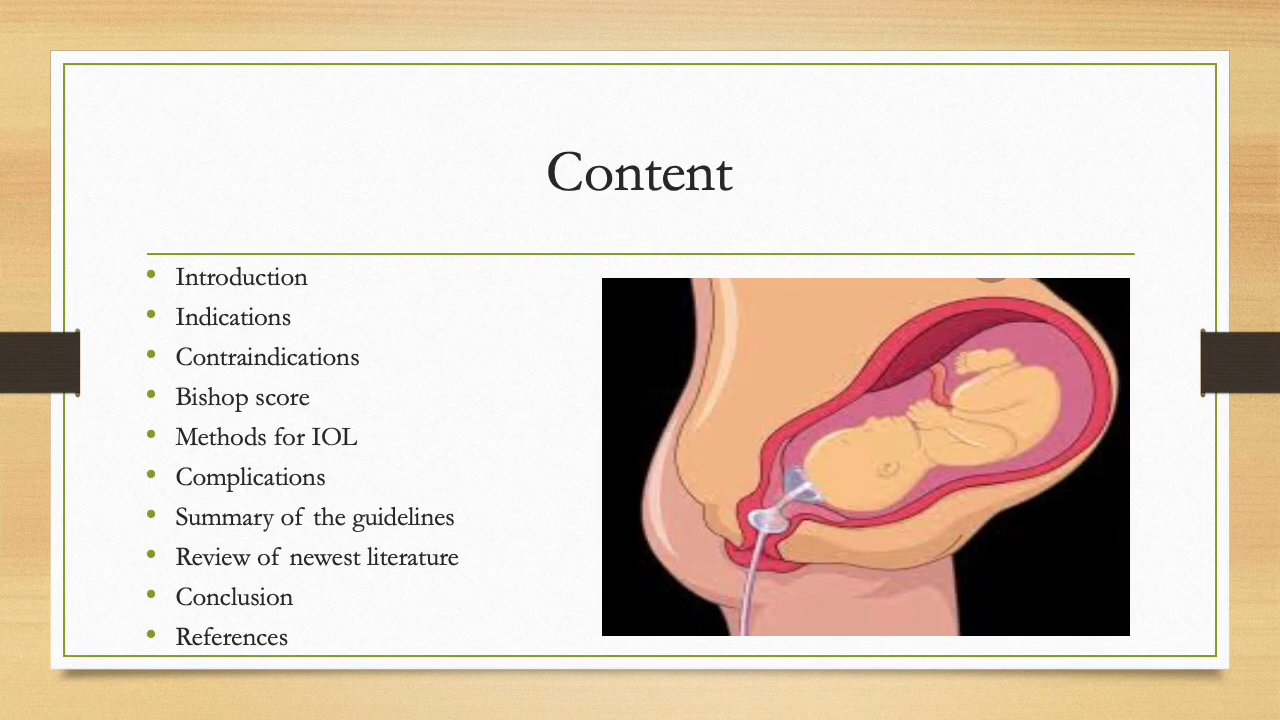 Content
Introduction
Indications
Contraindications
Bishop score
Methods for IOL
Complications
Summary of the guidelines
Review of newest literature
Conclusion
References